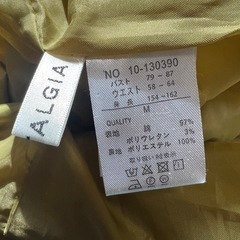 ALGIA
NO 10-130390
バスト 79 - 87
ウエスト 58 - 64
身長 154 - 162
M
品質
表地 綿 97%
ポリウレタン 3%
裏地 ポリエステル 100%